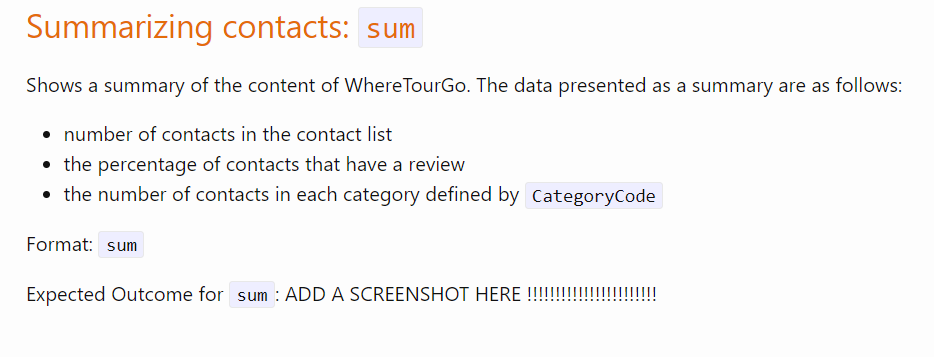 Summarizing contacts: sum
Shows a summary of the content of WhereTourGo. The data presented as a summary are as follows:
• number of contacts in the contact list
• the percentage of contacts that have a review
• the number of contacts in each category defined by CategoryCode
Format: sum
Expected Outcome for sum: ADD A SCREENSHOT HERE !!!!!!!!!!!!!!!!!!!!!!!